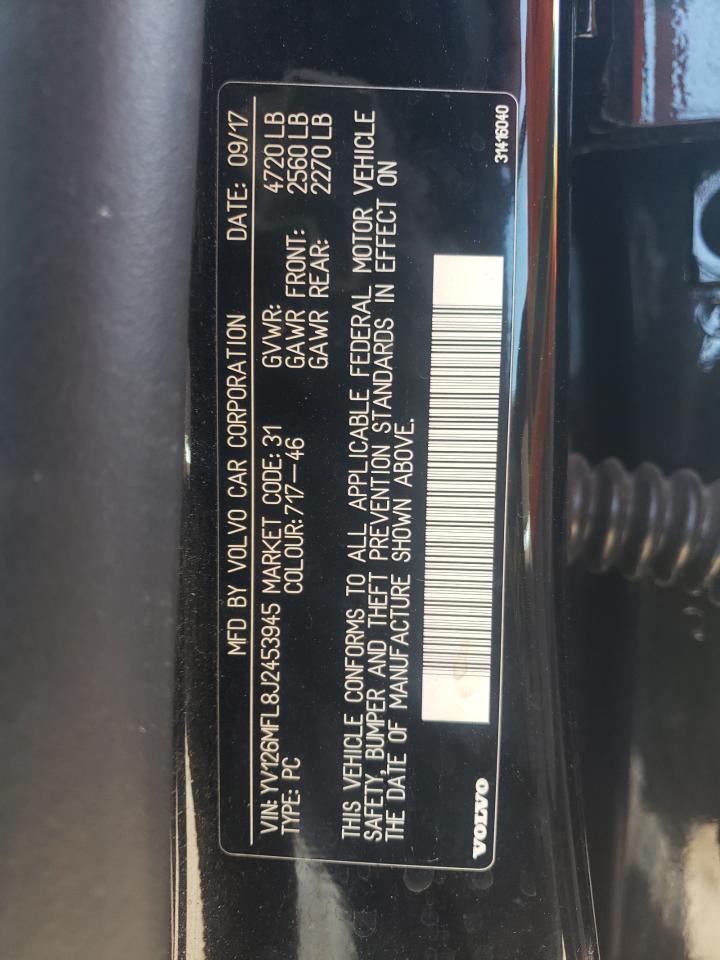 MFD BY VOLVO CAR CORPORATION DATE: 09/17
VIN: YV126MFL8J2453945 MARKET CODE: 31 GVWR: 4720 LB
TYPE: PC COLOUR: 717-46 GAWR FRONT: 2560 LB
GAWR REAR: 2270 LB
THIS VEHICLE CONFORMS TO ALL APPLICABLE FEDERAL MOTOR VEHICLE
SAFETY, BUMPER AND THEFT PREVENTION STANDARDS IN EFFECT ON
THE DATE OF MANUFACTURE SHOWN ABOVE.
VOLVO
31416040